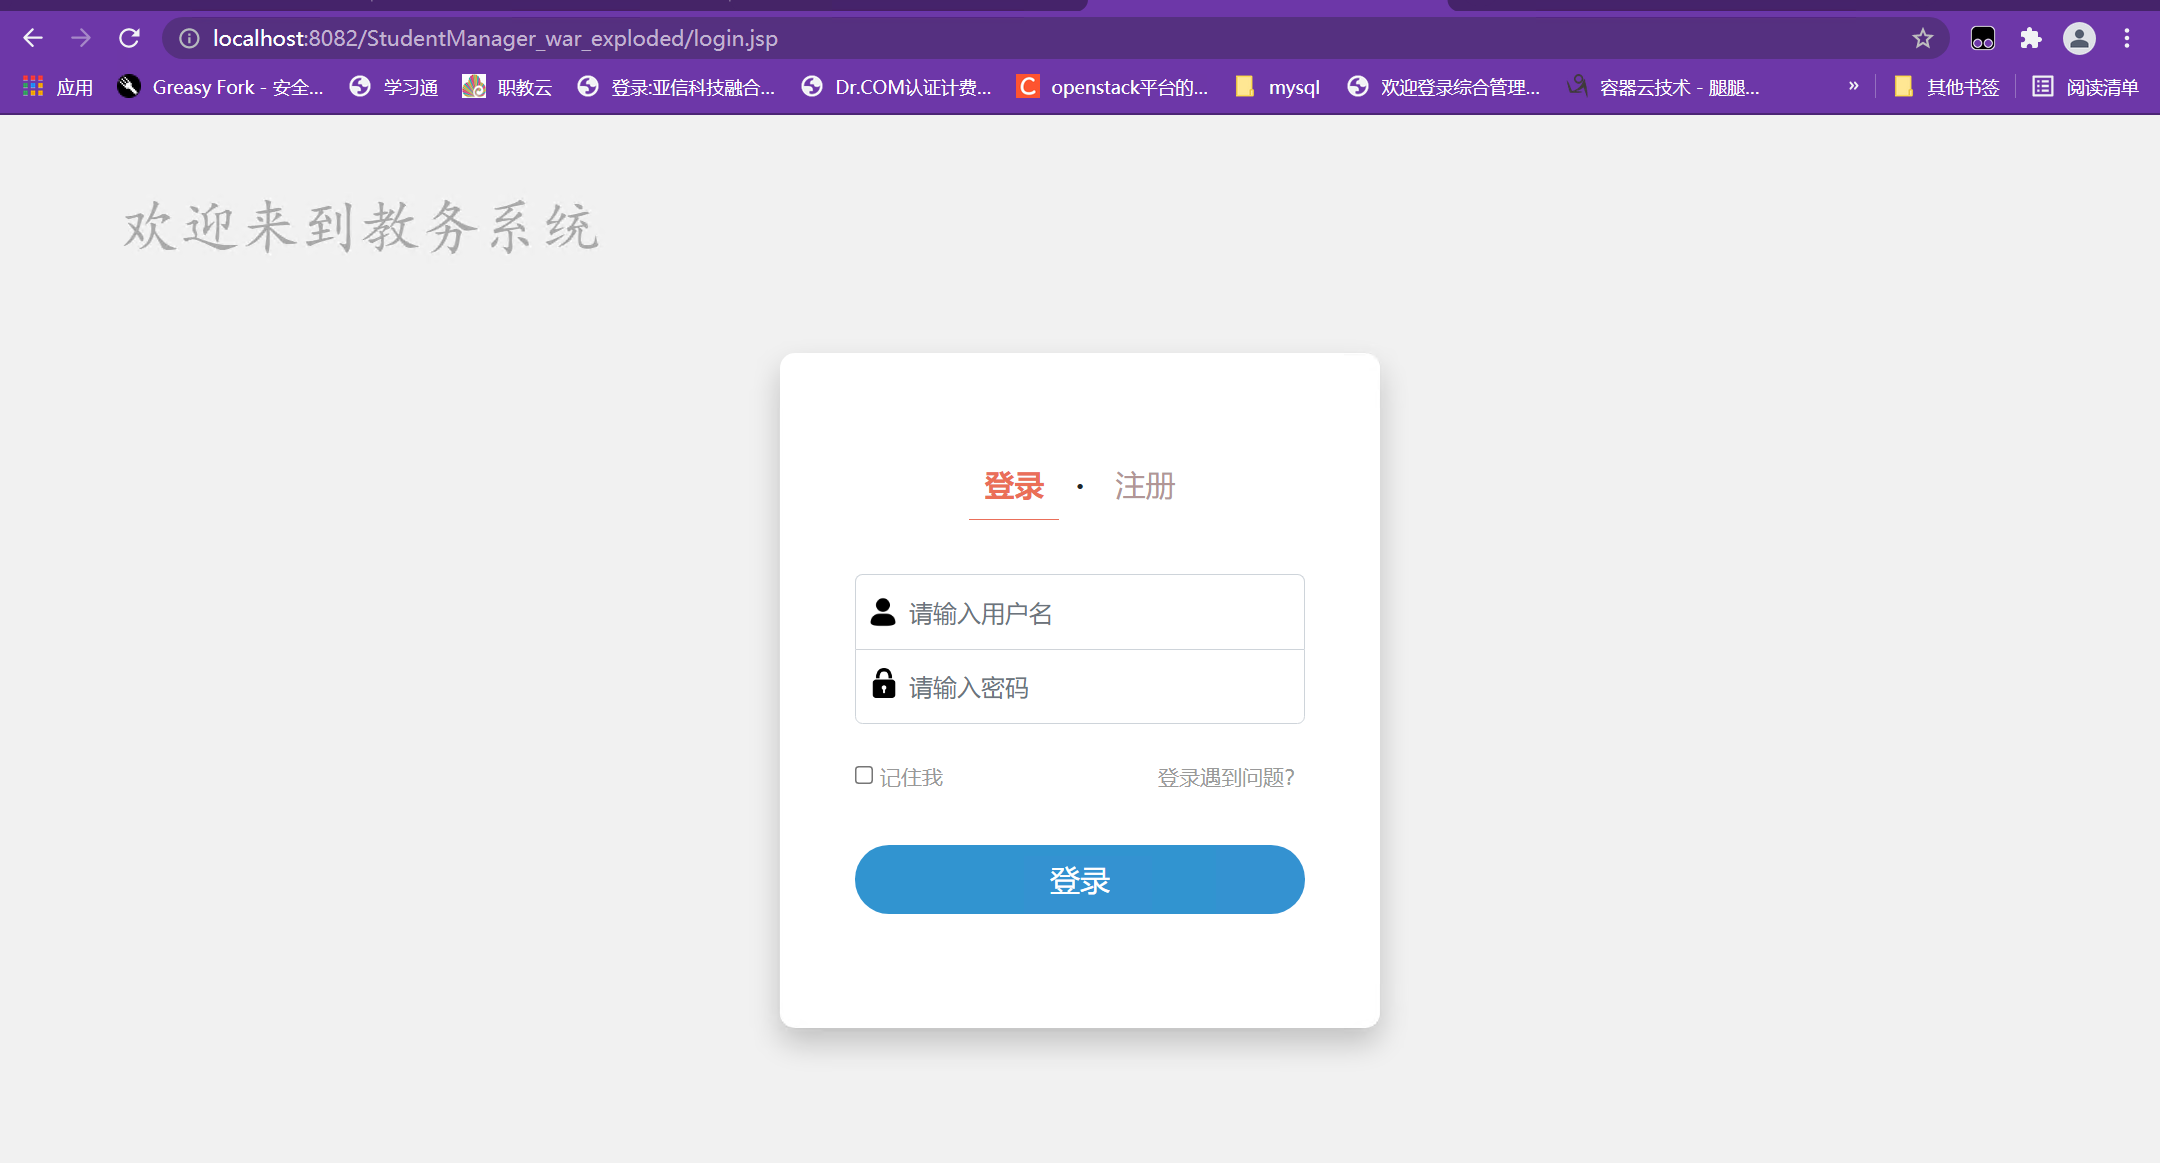 localhost:8082/StudentManager_war_exploded/login.jsp
应用 Greasy Fork - 安全... 学习通 职教云 登录:亚信科技融合... Dr.COM认证计费... openstack平台的... mysql 欢迎登录综合管理... 容器云技术 - 腿腿... » 其他书签 阅读清单
欢迎来到教务系统
登录 · 注册
请输入用户名
请输入密码
记住我 登录遇到问题?
登录